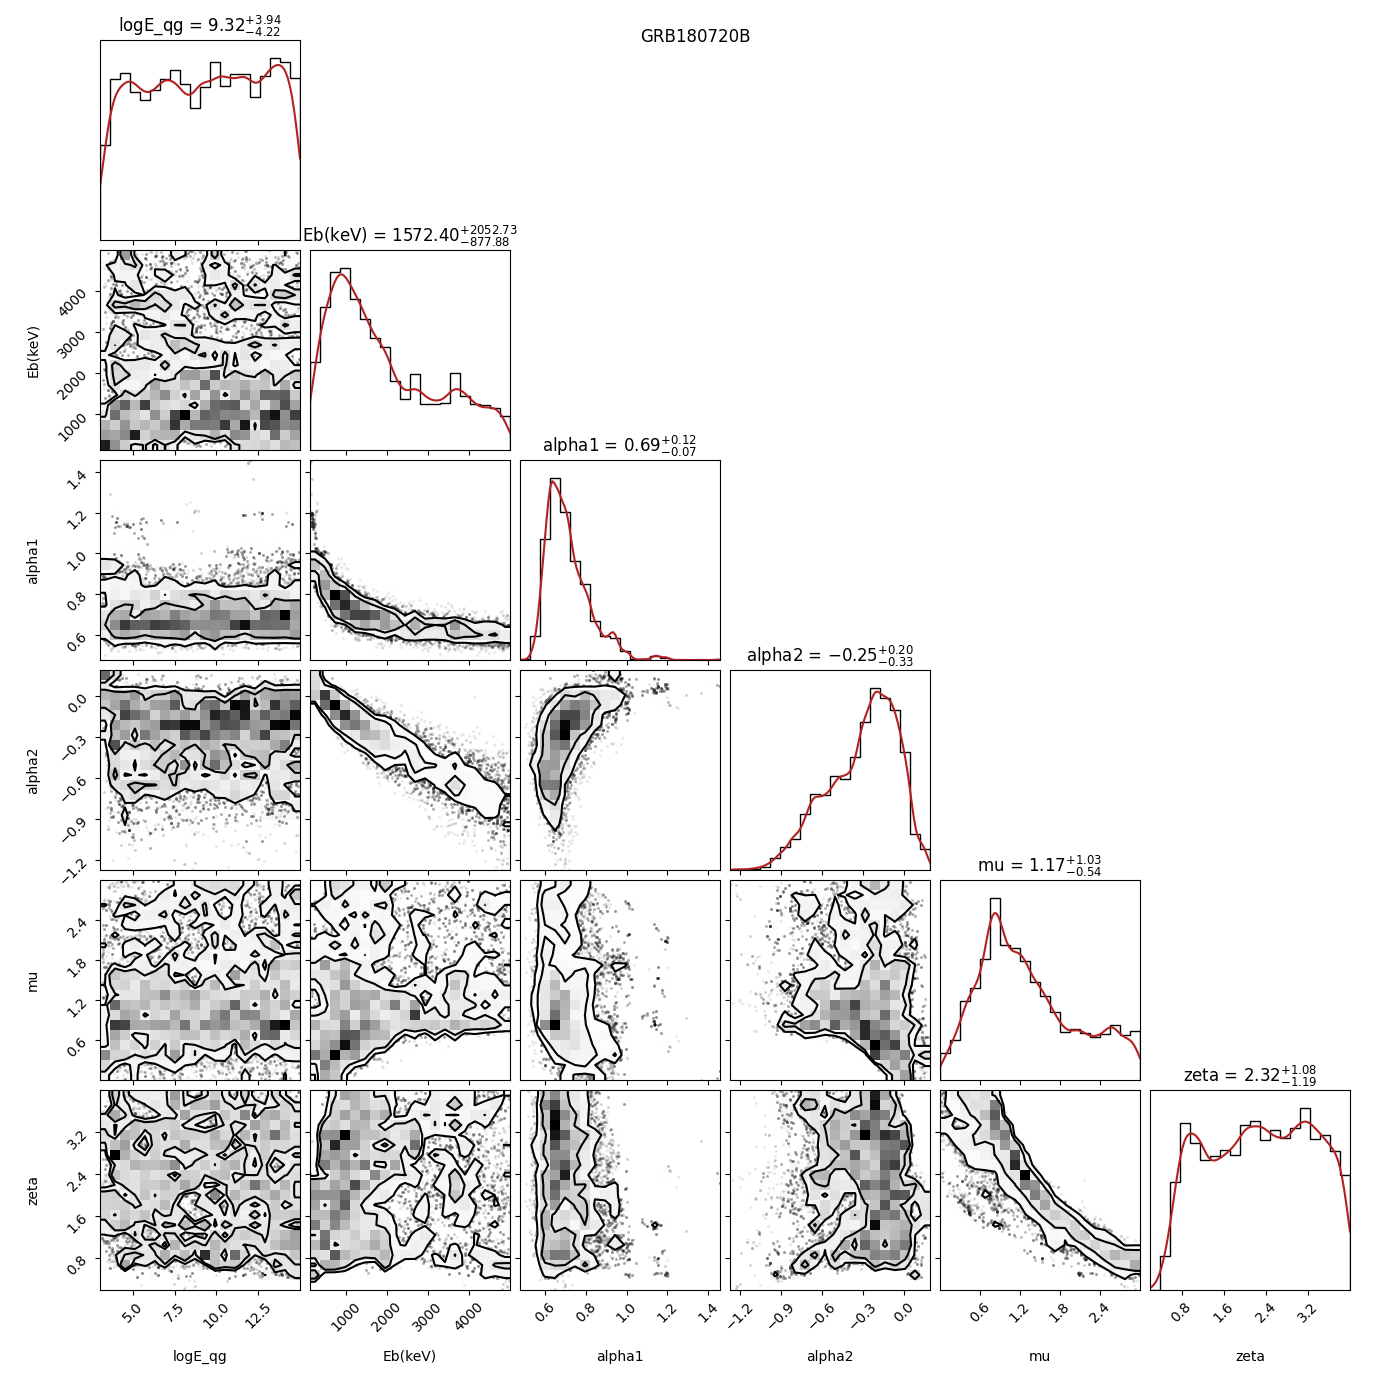 GRB180720B
logE_qg = 9.32+3.94−4.22
Eb(keV) = 1572.40+2052.73−877.88
4000
3000
2000
1000
Eb(keV)
alpha1 = 0.69+0.12−0.07
1.4
1.2
1.0
0.8
0.6
alpha1
alpha2 = −0.25+0.20−0.33
0.0
−0.3
−0.6
−0.9
−1.2
alpha2
mu = 1.17+1.03−0.54
2.4
1.8
1.2
0.6
mu
zeta = 2.32+1.08−1.19
3.2
2.4
1.6
0.8
zeta
5.0 7.5 10.0 12.5
1000 2000 3000 4000
0.6 0.8 1.0 1.2 1.4
−1.2 −0.9 −0.6 −0.3 0.0
0.6 1.2 1.8 2.4
0.8 1.6 2.4 3.2
logE_qg
Eb(keV)
alpha1
alpha2
mu
zeta